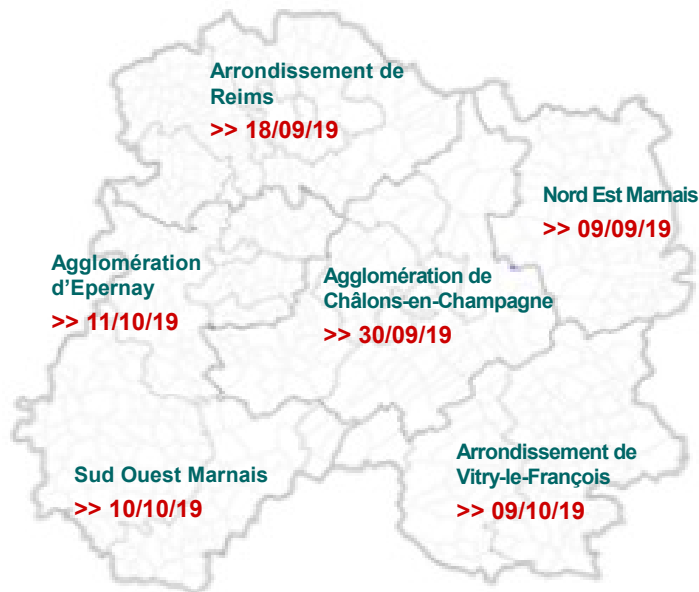 Arrondissement de
Reims
>> 18/09/19
Nord Est Marnais
>> 09/09/19
Agglomération
d’Epernay
>> 11/10/19
Agglomération de
Châlons-en-Champagne
>> 30/09/19
Sud Ouest Marnais
>> 10/10/19
Arrondissement de
Vitry-le-François
>> 09/10/19